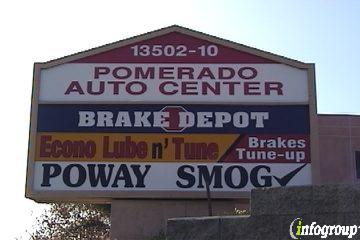 13502-10
POMERADO
AUTO CENTER
BRAKE DEPOT
Econo Lube n' Tune
Brakes
Tune-up
POWAY SMOG
infogroup